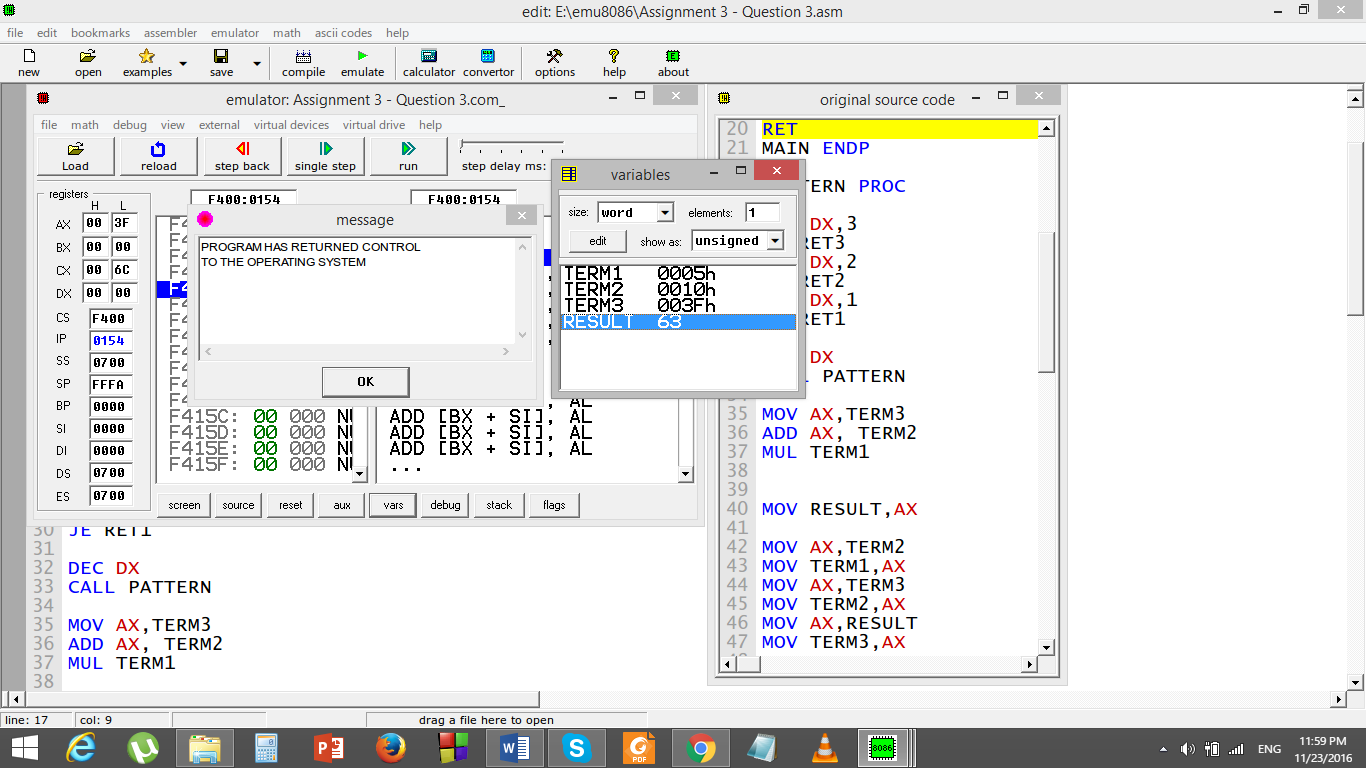 edit: E:\emu8086\Assignment 3 - Question 3.asm
file edit bookmarks assembler emulator math ascii codes help
new open examples save compile emulate calculator convertor options help about
emulator: Assignment 3 - Question 3.com_
file math debug view external virtual devices virtual drive help
Load reload step back single step run step delay ms:
registers
H L
AX 00 3F
BX 00 00
CX 00 6C
DX 00 00
CS F400
IP 0154
SS 0700
SP FFFA
BP 0000
SI 0000
DI 0000
DS 0700
ES 0700
F400:0154 F400:0154
message
PROGRAM HAS RETURNED CONTROL
TO THE OPERATING SYSTEM
OK
F415C: 00 000 ADD [BX + SI], AL
F415D: 00 000 ADD [BX + SI], AL
F415E: 00 000 ADD [BX + SI], AL
F415F: 00 000 ...
screen source reset aux vars debug stack flags
variables
size: word elements: 1
edit show as: unsigned
TERM1 0005h
TERM2 0010h
TERM3 003Fh
RESULT 63
original source code
20 RET
21 MAIN ENDP
PROC
DX,3
DX,2
DX,1
DX
PATTERN
35 MOV AX,TERM3
36 ADD AX, TERM2
37 MUL TERM1
38
39
40 MOV RESULT,AX
41
42 MOV AX,TERM2
43 MOV TERM1,AX
44 MOV AX,TERM3
45 MOV TERM2,AX
46 MOV AX,RESULT
47 MOV TERM3,AX
30 JE RET1
31
32 DEC DX
33 CALL PATTERN
34
35 MOV AX,TERM3
36 ADD AX, TERM2
37 MUL TERM1
38
line: 17 col: 9 drag a file here to open
W S PDF 8086 ENG 11:59 PM
11/23/2016